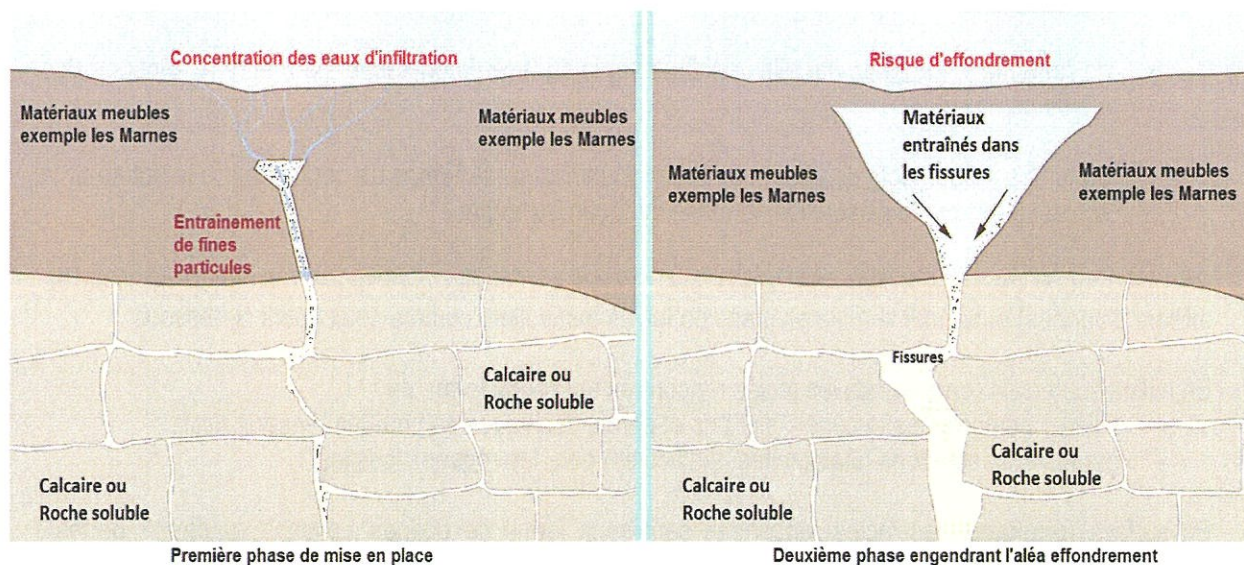 Concentration des eaux d'infiltration
Matériaux meubles
exemple les Marnes
Matériaux meubles
exemple les Marnes
Entraînement
de fines
particules
Calcaire ou
Roche soluble
Calcaire ou
Roche soluble
Première phase de mise en place
Risque d'effondrement
Matériaux
entraînés dans
les fissures
Matériaux meubles
exemple les Marnes
Matériaux meubles
exemple les Marnes
Fissures
Calcaire ou
Roche soluble
Calcaire ou
Roche soluble
Deuxième phase engendrant l'aléa effondrement